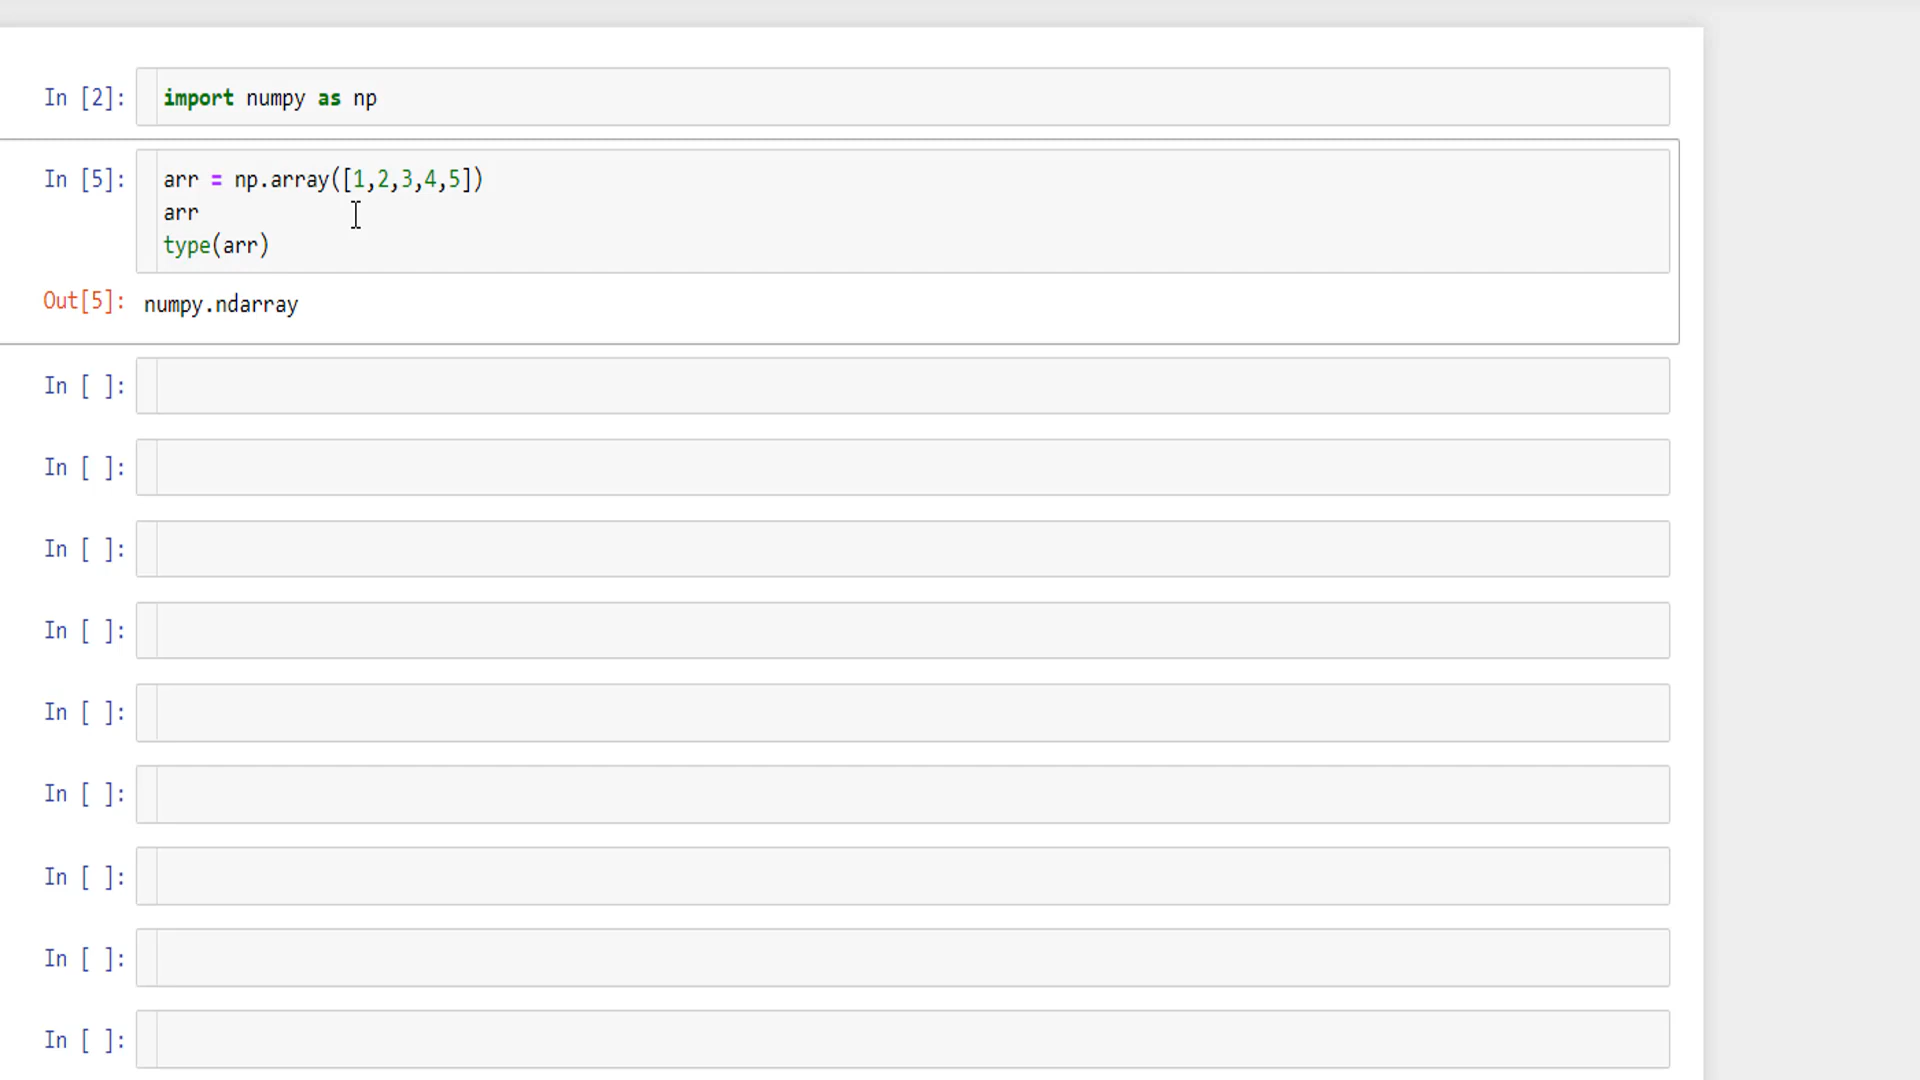 In [2]: import numpy as np
In [5]: arr = np.array([1,2,3,4,5])
arr
type(arr)
Out[5]: numpy.ndarray
In [ ]:
In [ ]:
In [ ]:
In [ ]:
In [ ]:
In [ ]:
In [ ]:
In [ ]:
In [ ]: